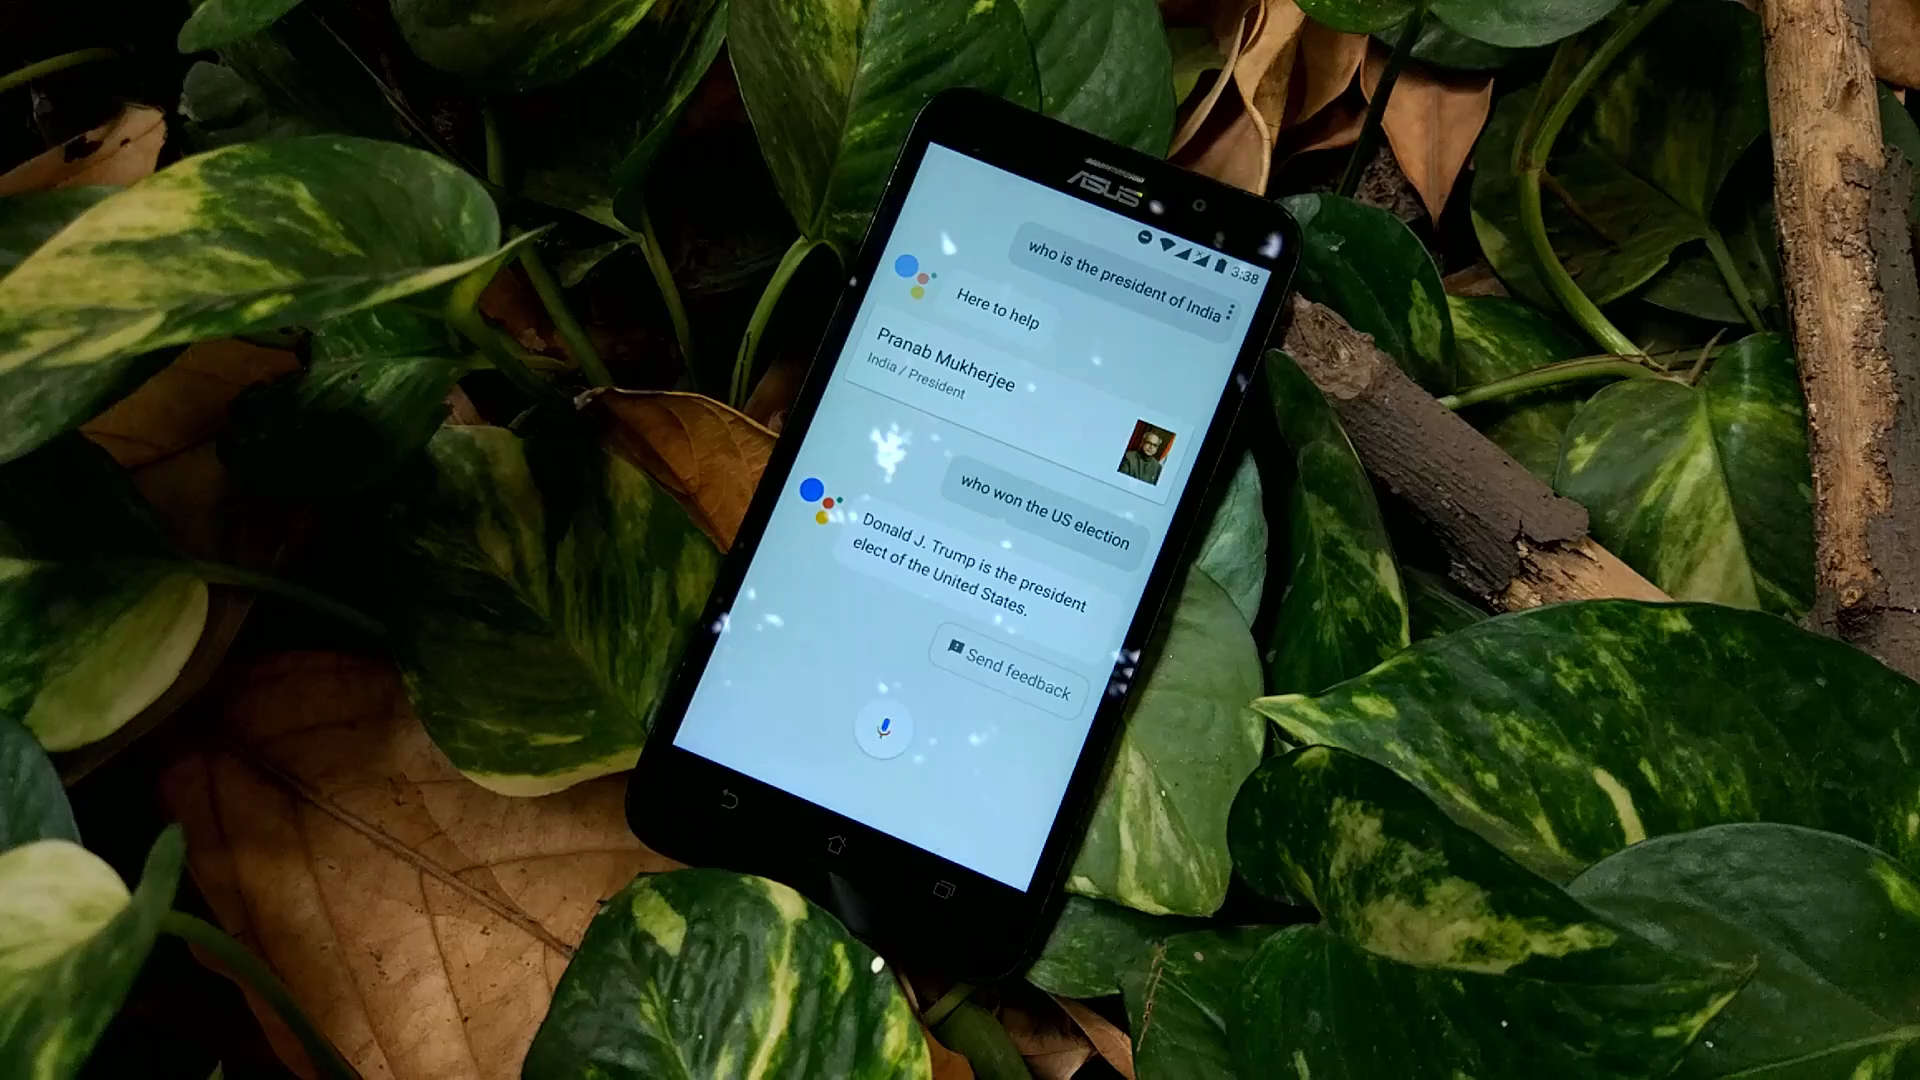 ASUS
3:38
who is the president of India
Here to help
Pranab Mukherjee
India / President
who won the US election
Donald J. Trump is the president
elect of the United States.
Send feedback